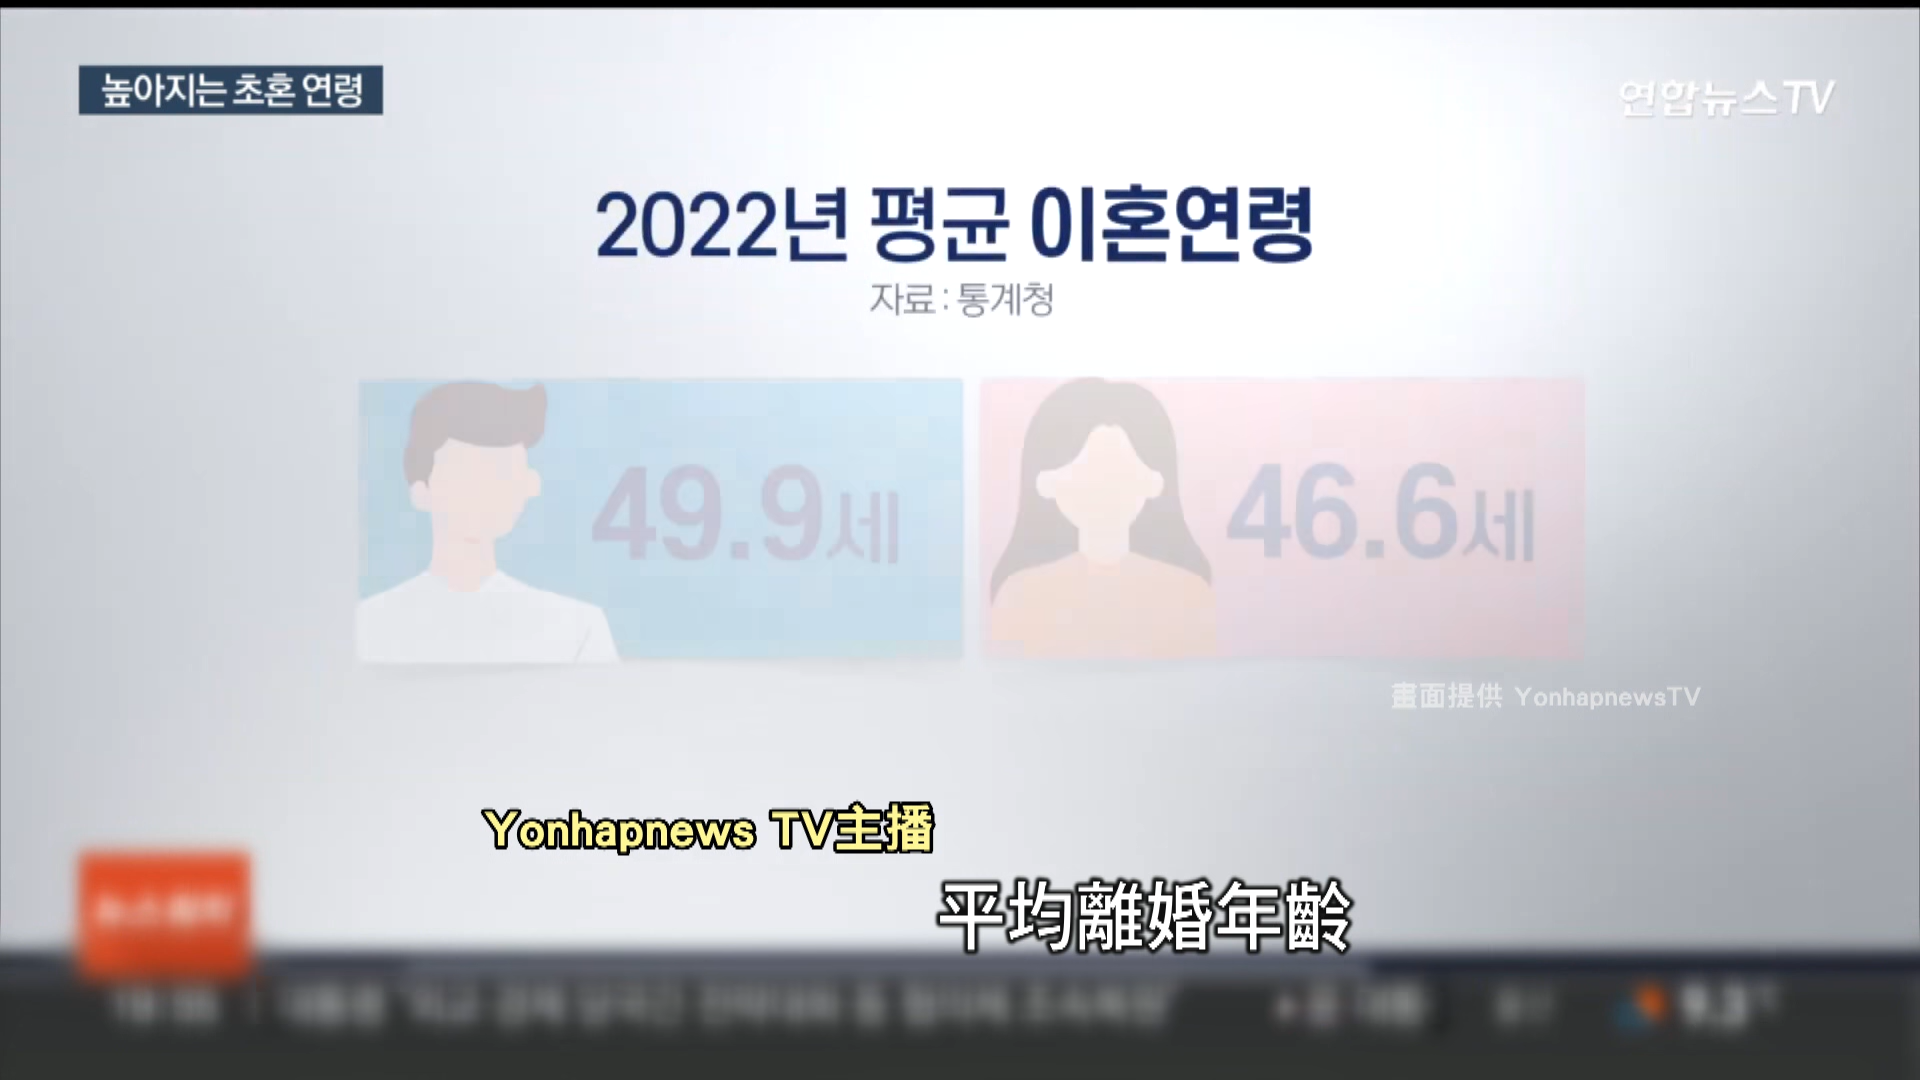 높아지는 초혼 연령
연합뉴스TV
2022년 평균 이혼연령
자료 : 통계청
49.9세
46.6세
畫面提供 YonhapnewsTV
Yonhapnews TV主播
平均離婚年齡